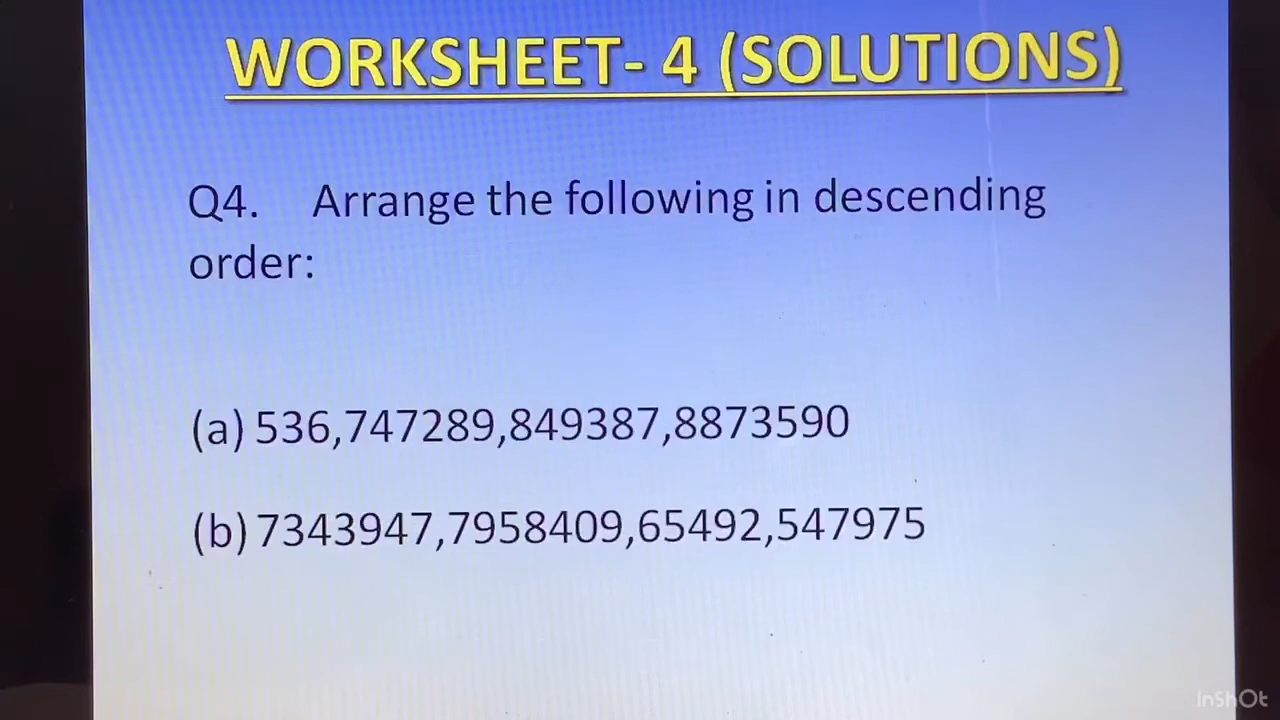 WORKSHEET- 4 (SOLUTIONS)
Q4. Arrange the following in descending
order:
(a) 536,747289,849387,8873590
(b) 7343947,7958409,65492,547975
InShOt